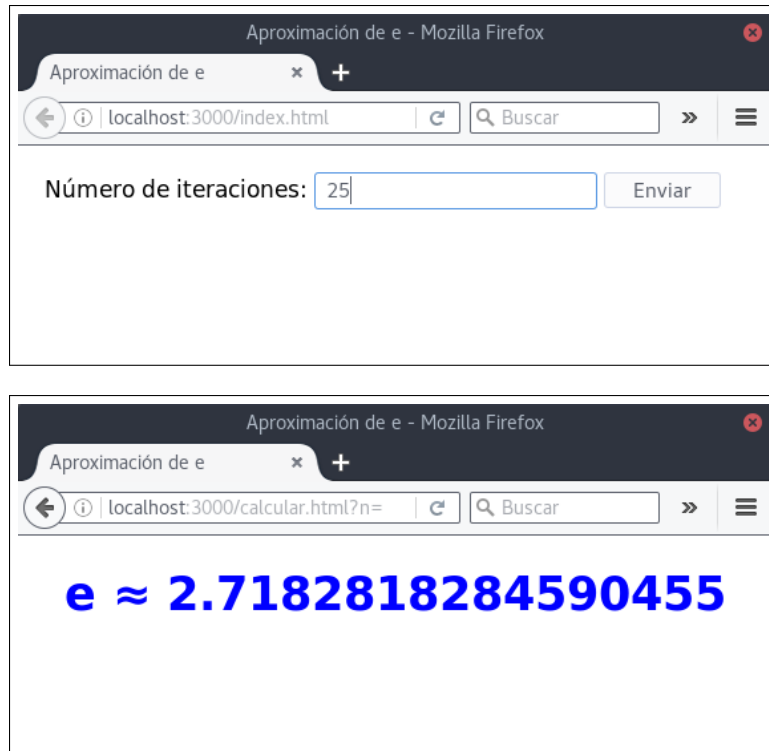 Aproximación de e - Mozilla Firefox
Aproximación de e
localhost:3000/index.html
Buscar
Número de iteraciones: 25 Enviar
Aproximación de e - Mozilla Firefox
Aproximación de e
localhost:3000/calcular.html?n=
Buscar
e ≈ 2.7182818284590455